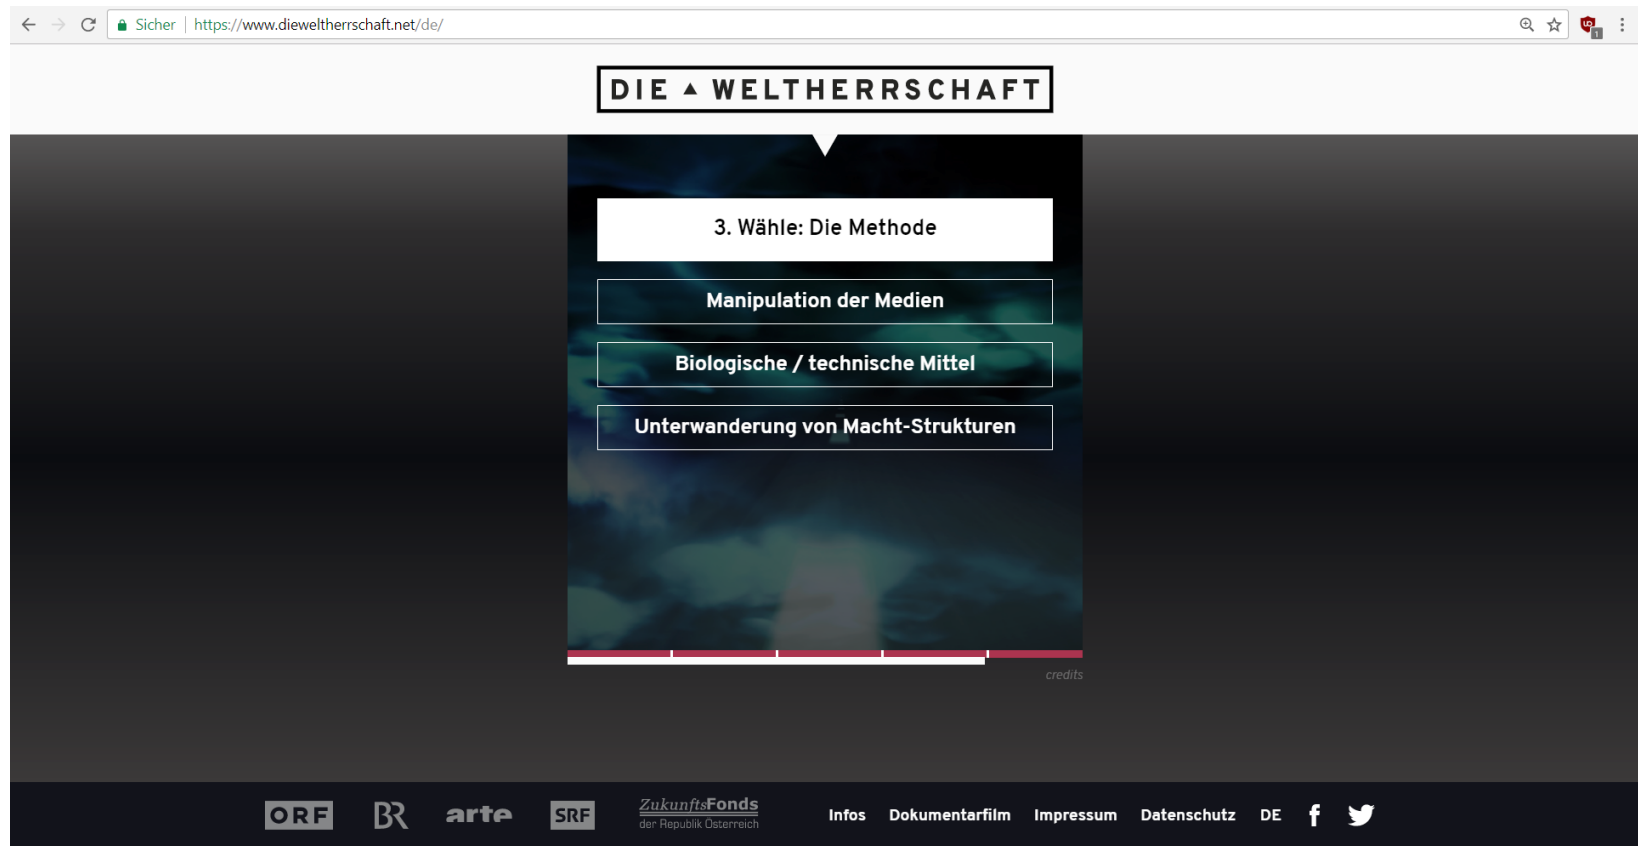 Sicher
https://www.dieweltherrschaft.net/de/
1
DIE ▲ WELTHERRSCHAFT
3. Wähle: Die Methode
Manipulation der Medien
Biologische / technische Mittel
Unterwanderung von Macht-Strukturen
credits
ORF
BR
arte
SRF
ZukunftsFonds
der Republik Österreich
Infos
Dokumentarfilm
Impressum
Datenschutz
DE